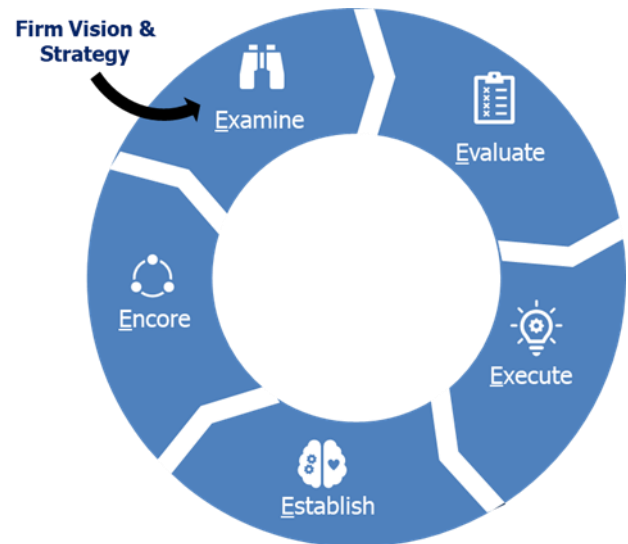 Firm Vision &
Strategy
Examine
Evaluate
Execute
Establish
Encore